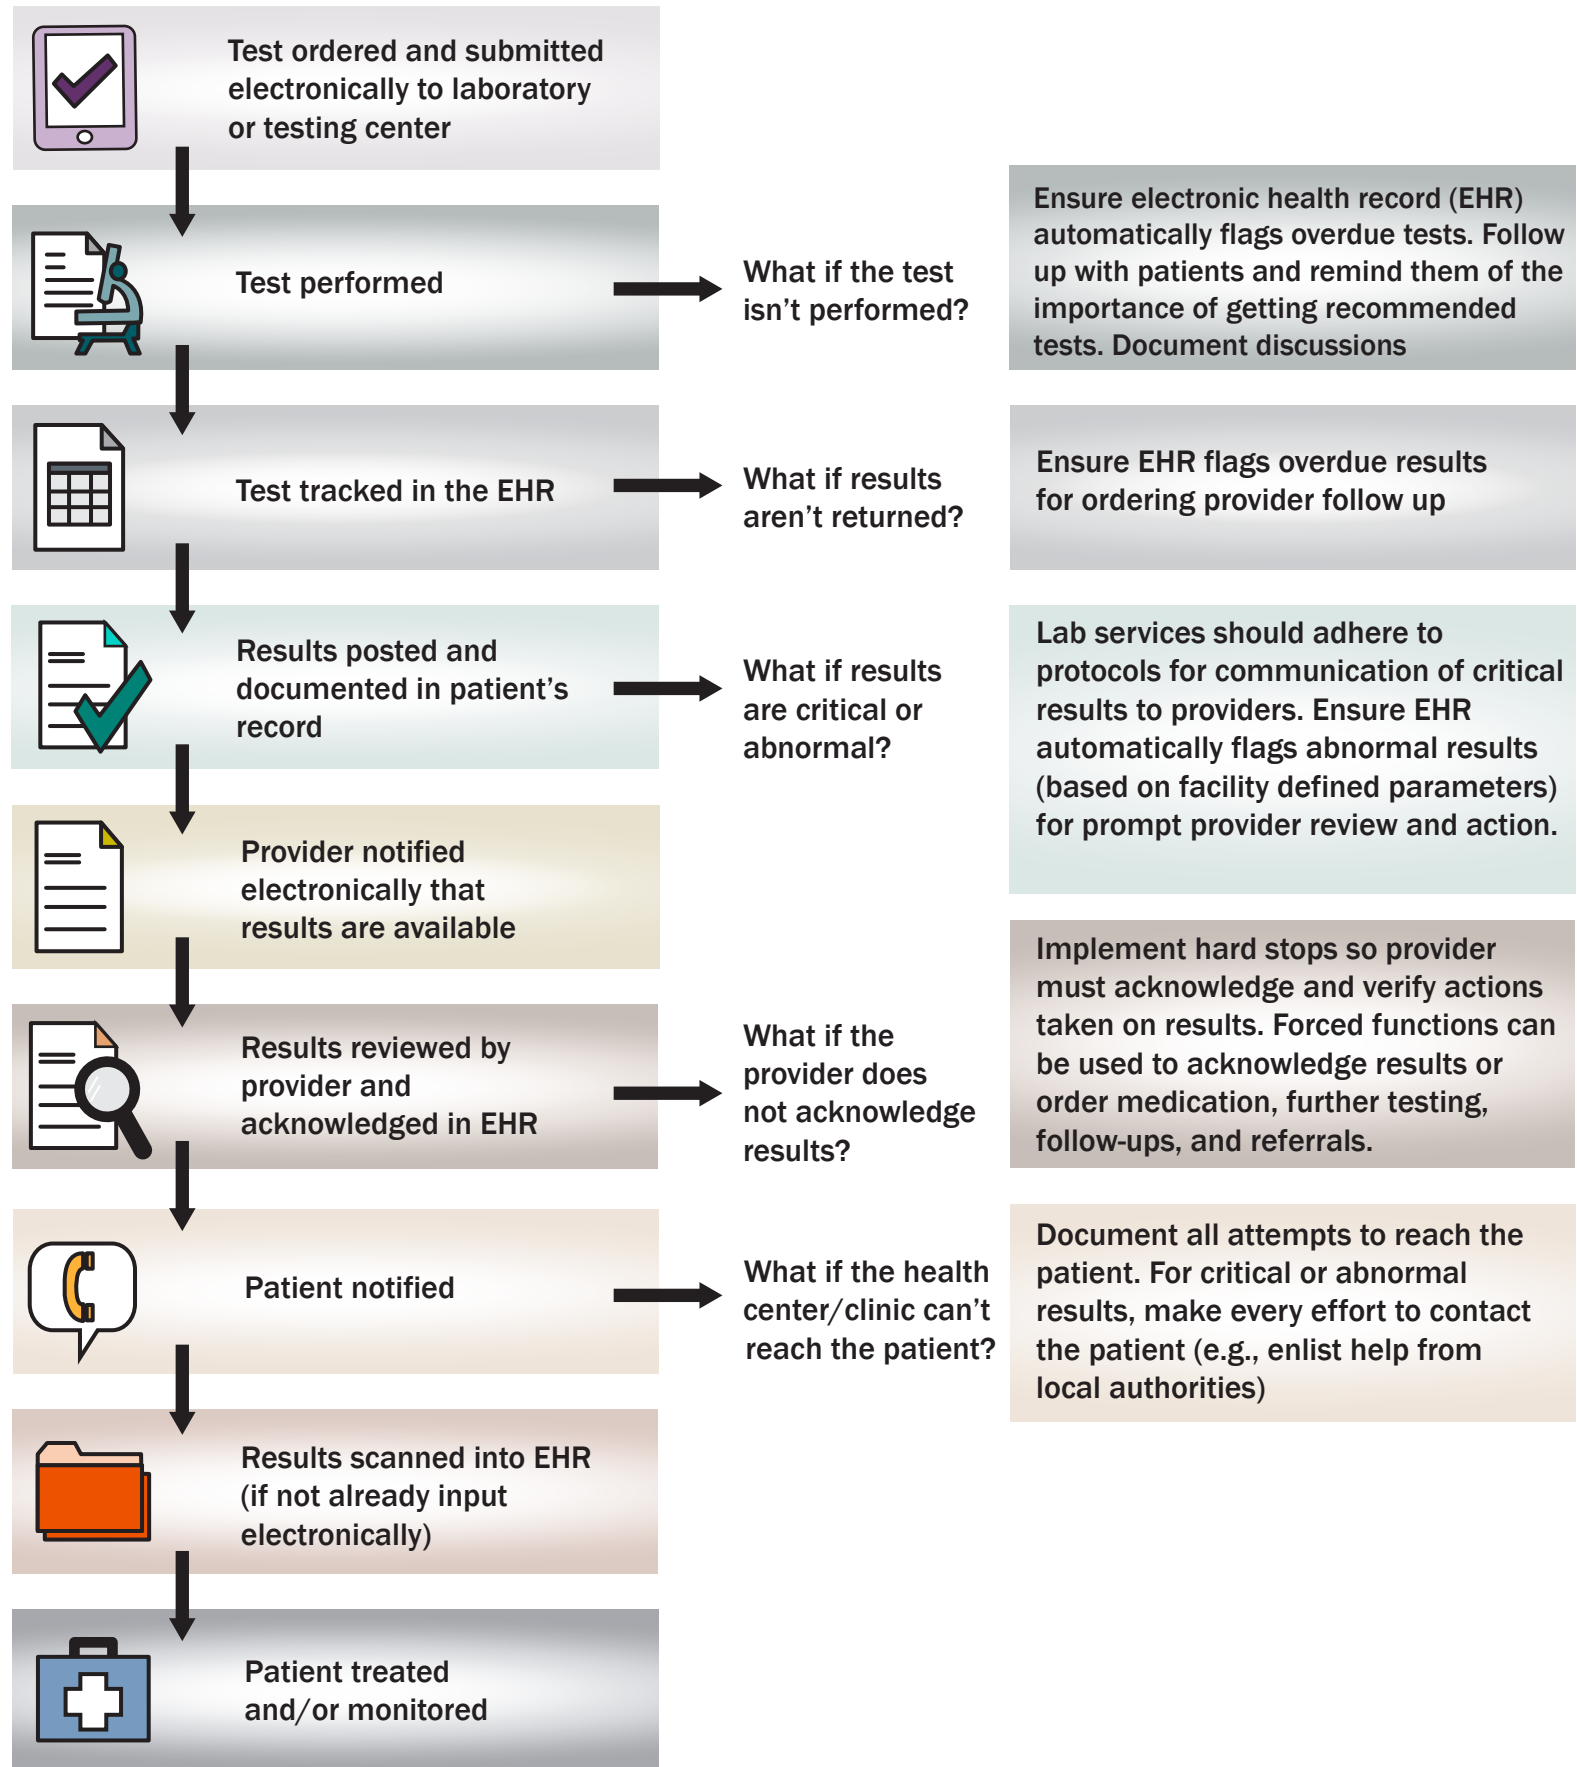 Test ordered and submitted
electronically to laboratory
or testing center
Test performed
What if the test
isn’t performed?
Ensure electronic health record (EHR)
automatically flags overdue tests. Follow
up with patients and remind them of the
importance of getting recommended
tests. Document discussions
Test tracked in the EHR
What if results
aren’t returned?
Ensure EHR flags overdue results
for ordering provider follow up
Results posted and
documented in patient’s
record
What if results
are critical or
abnormal?
Lab services should adhere to
protocols for communication of critical
results to providers. Ensure EHR
automatically flags abnormal results
(based on facility defined parameters)
for prompt provider review and action.
Provider notified
electronically that
results are available
Results reviewed by
provider and
acknowledged in EHR
What if the
provider does
not acknowledge
results?
Implement hard stops so provider
must acknowledge and verify actions
taken on results. Forced functions can
be used to acknowledge results or
order medication, further testing,
follow-ups, and referrals.
Patient notified
What if the health
center/clinic can’t
reach the patient?
Document all attempts to reach the
patient. For critical or abnormal
results, make every effort to contact
the patient (e.g., enlist help from
local authorities)
Results scanned into EHR
(if not already input
electronically)
Patient treated
and/or monitored